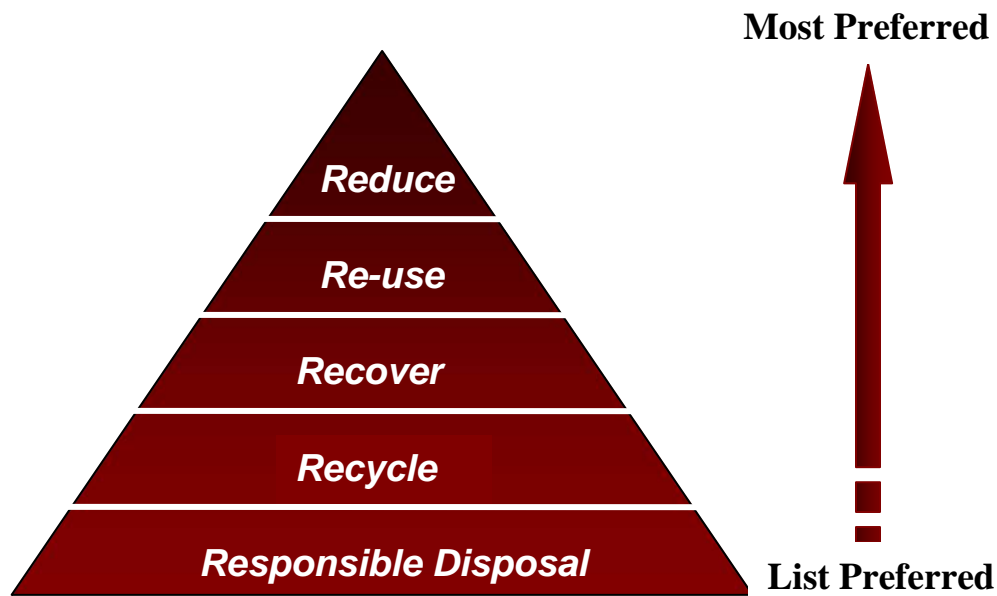 Most Preferred
Reduce
Re-use
Recover
Recycle
Responsible Disposal
List Preferred